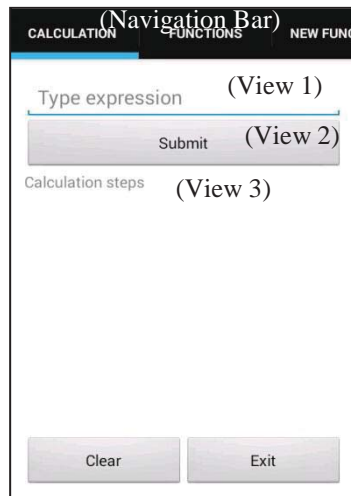 (Navigation Bar)
CALCULATION FUNCTIONS NEW FUNC
Type expression (View 1)
Submit (View 2)
Calculation steps (View 3)
Clear Exit